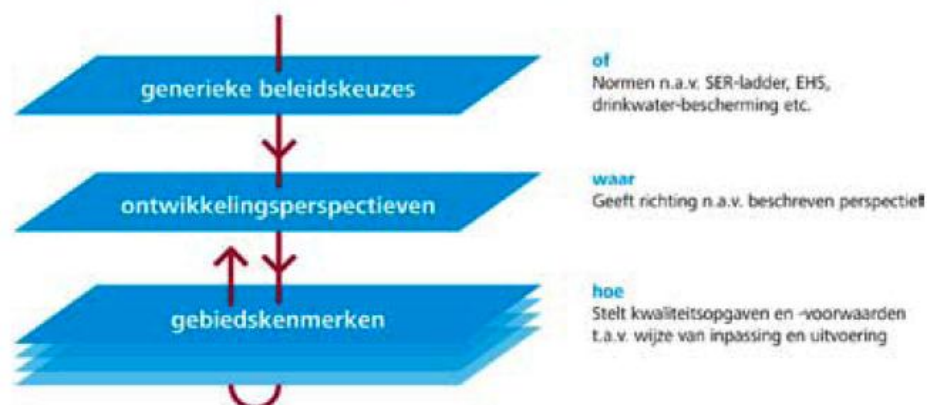 generieke beleidskeuzes
of
Normen n.a.v. SER-ladder, EHS,
drinkwater-bescherming etc.
ontwikkelingsperspectieven
waar
Geeft richting n.a.v. beschreven perspectief
gebiedskenmerken
hoe
Stelt kwaliteitsopgaven en -voorwaarden
t.a.v. wijze van inpassing en uitvoering